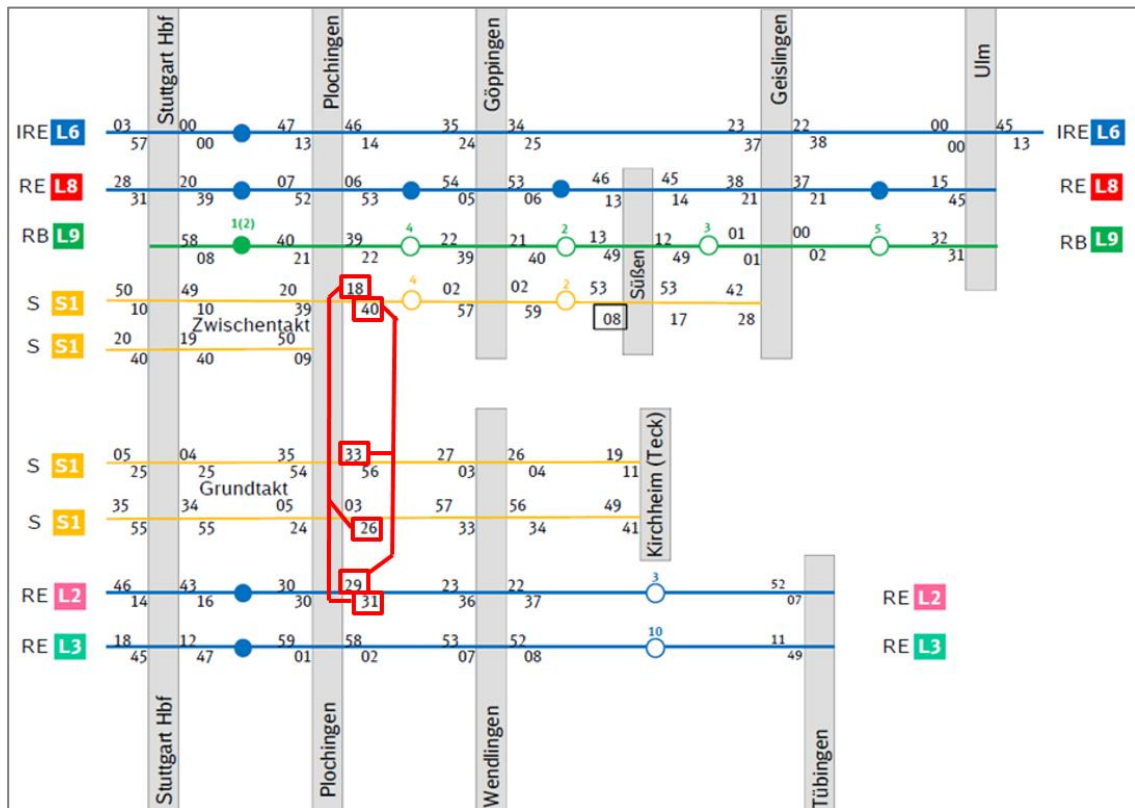 Stuttgart Hbf
Plochingen
Göppingen
Geislingen
Ulm
03 00 47 46 35 34 23 22 00 45
IRE L6 IRE L6
57 00 13 14 24 25 37 38 00 13
28 20 07 06 54 53 46 45 38 37 15
RE L8 RE L8
31 39 52 53 05 06 13 14 21 21 45
1(2) 4 2 3 5
58 40 39 22 21 13 12 01 00 32
RB L9 RB L9
08 21 22 39 40 49 49 01 02 31
Süßen
4 2
50 49 20 18 02 02 53 53 42
S S1
10 10 39 40 57 59 08 17 28
Zwischentakt
20 19 50
S S1
40 40 09
05 04 35 33 27 26 19
S S1
25 25 54 56 03 04 11
Grundtakt
35 34 05 03 57 56 49
S S1
55 55 24 26 33 34 41
Kirchheim (Teck)
3
46 43 30 29 23 22 52
RE L2 RE L2
14 16 30 31 36 37 07
10
18 12 59 58 53 52 11
RE L3 RE L3
45 47 01 02 07 08 49
Stuttgart Hbf
Plochingen
Wendlingen
Tübingen